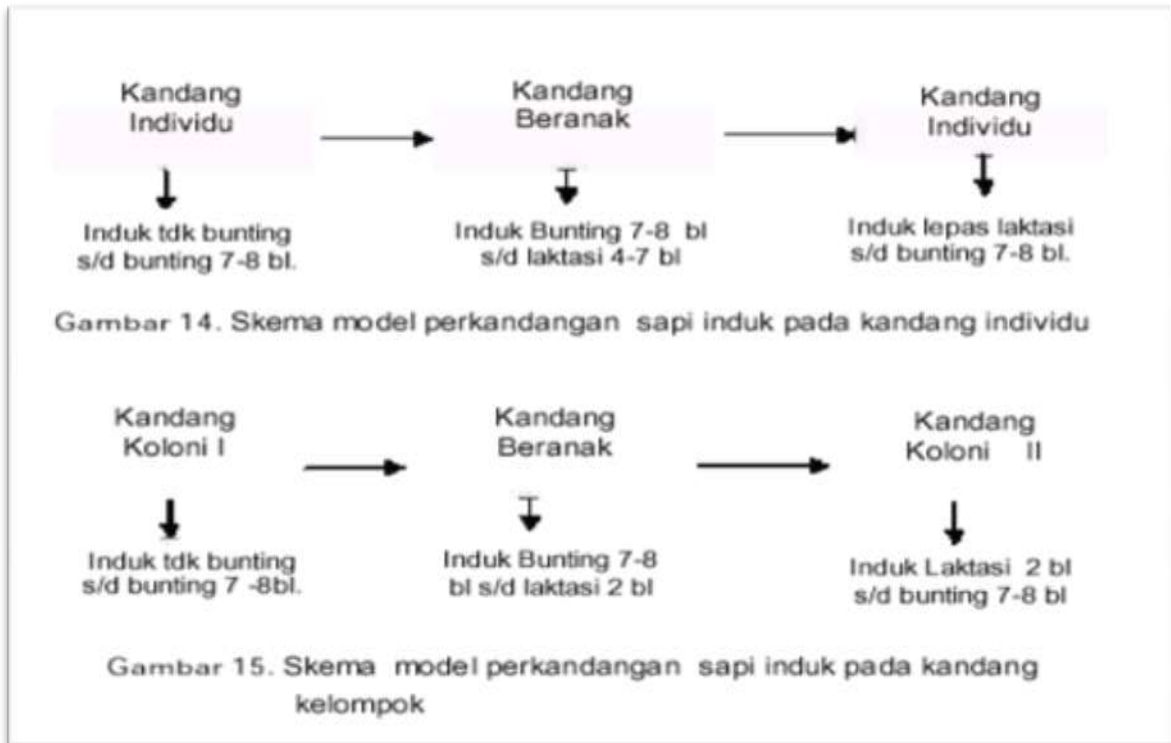 Kandang
Individu
Kandang
Beranak
Kandang
Individu
Induk tdk bunting
s/d bunting 7-8 bl.
Induk Bunting 7-8 bl
s/d laktasi 4-7 bl
Induk lepas laktasi
s/d bunting 7-8 bl.
Gambar 14. Skema model perkandangan sapi induk pada kandang individu
Kandang
Koloni I
Kandang
Beranak
Kandang
Koloni II
Induk tdk bunting
s/d bunting 7 -8bl.
Induk Bunting 7-8
bl s/d laktasi 2 bl
Induk Laktasi 2 bl
s/d bunting 7-8 bl
Gambar 15. Skema model perkandangan sapi induk pada kandang
kelompok